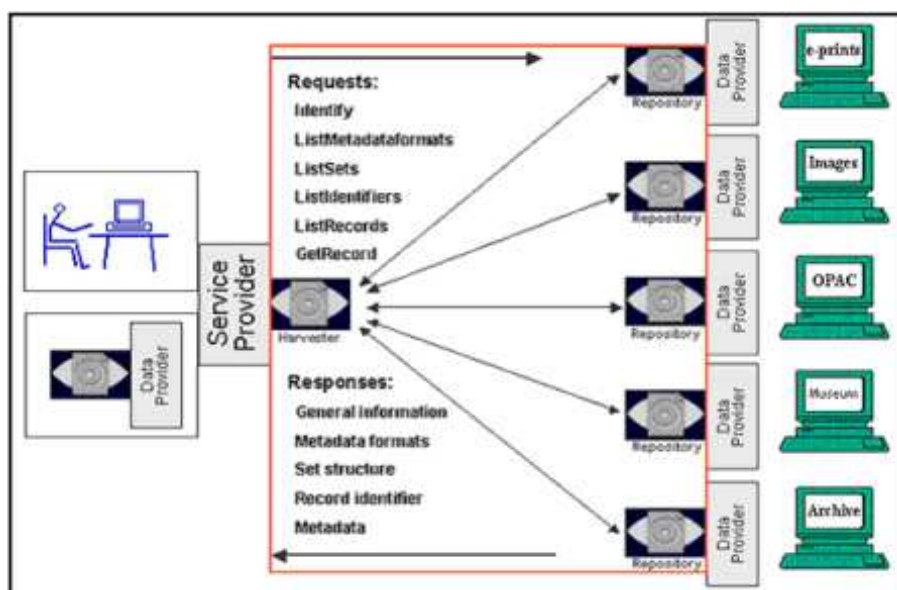 Service
Provider
Data
Provider
Requests:
Identify
ListMetadataformats
ListSets
ListIdentifiers
ListRecords
GetRecord
Harvester
Responses:
General information
Metadata formats
Set structure
Record identifier
Metadata
Repository
Data
Provider
e-prints
Repository
Data
Provider
Images
Repository
Data
Provider
OPAC
Repository
Data
Provider
Museum
Repository
Data
Provider
Archive